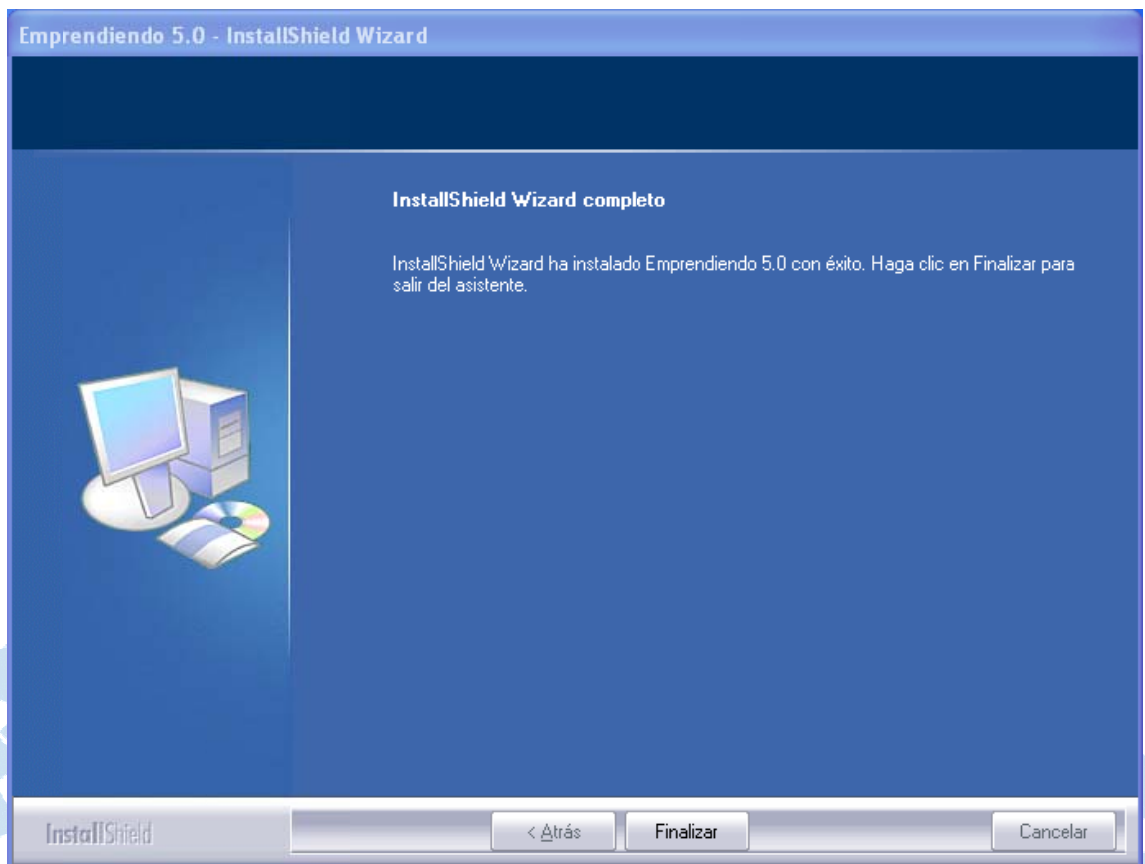 Emprendiendo 5.0 - InstallShield Wizard
InstallShield Wizard completo
InstallShield Wizard ha instalado Emprendiendo 5.0 con éxito. Haga clic en Finalizar para
salir del asistente.
InstallShield
< Atrás
Finalizar
Cancelar